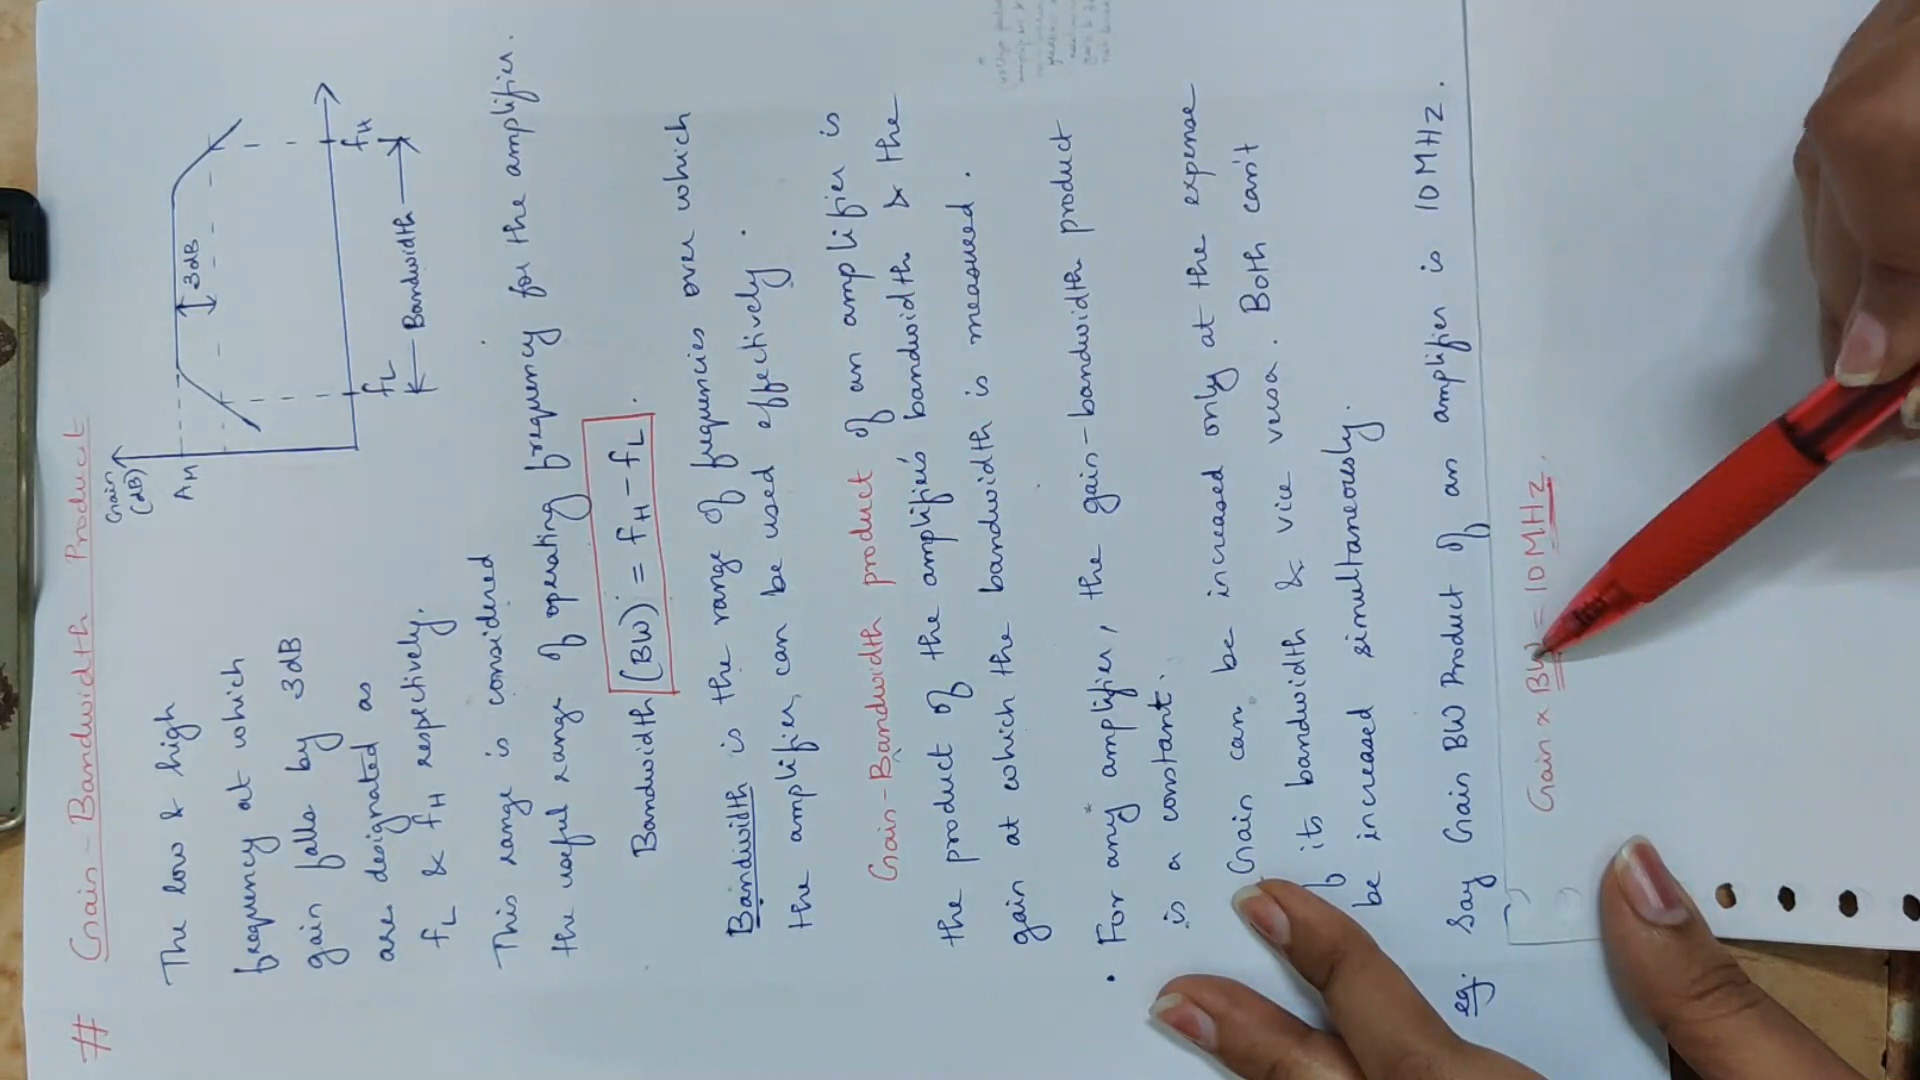 # Gain-Bandwidth Product
The low & high
frequency at which
gain falls by 3dB
are designated as
fL & fH respectively.
Gain
(dB)
AM
3dB
fL
fH
Bandwidth
This range is considered
the useful range of operating frequency for the amplifier.
Bandwidth (BW) = fH - fL.
Bandwidth is the range of frequencies over which
the amplifier, can be used effectively.
Gain-Bandwidth product of an amplifier is
the product of the amplifier's bandwidth & the
gain at which the bandwidth is measured.
• For any amplifier, the gain-bandwidth product
is a constant.
Gain can be increased only at the expense
of its bandwidth & vice versa. Both can't
be increased simultaneously.
eg. Say Gain BW Product of an amplifier is 10MHz.
Gain × BW = 10MHz.